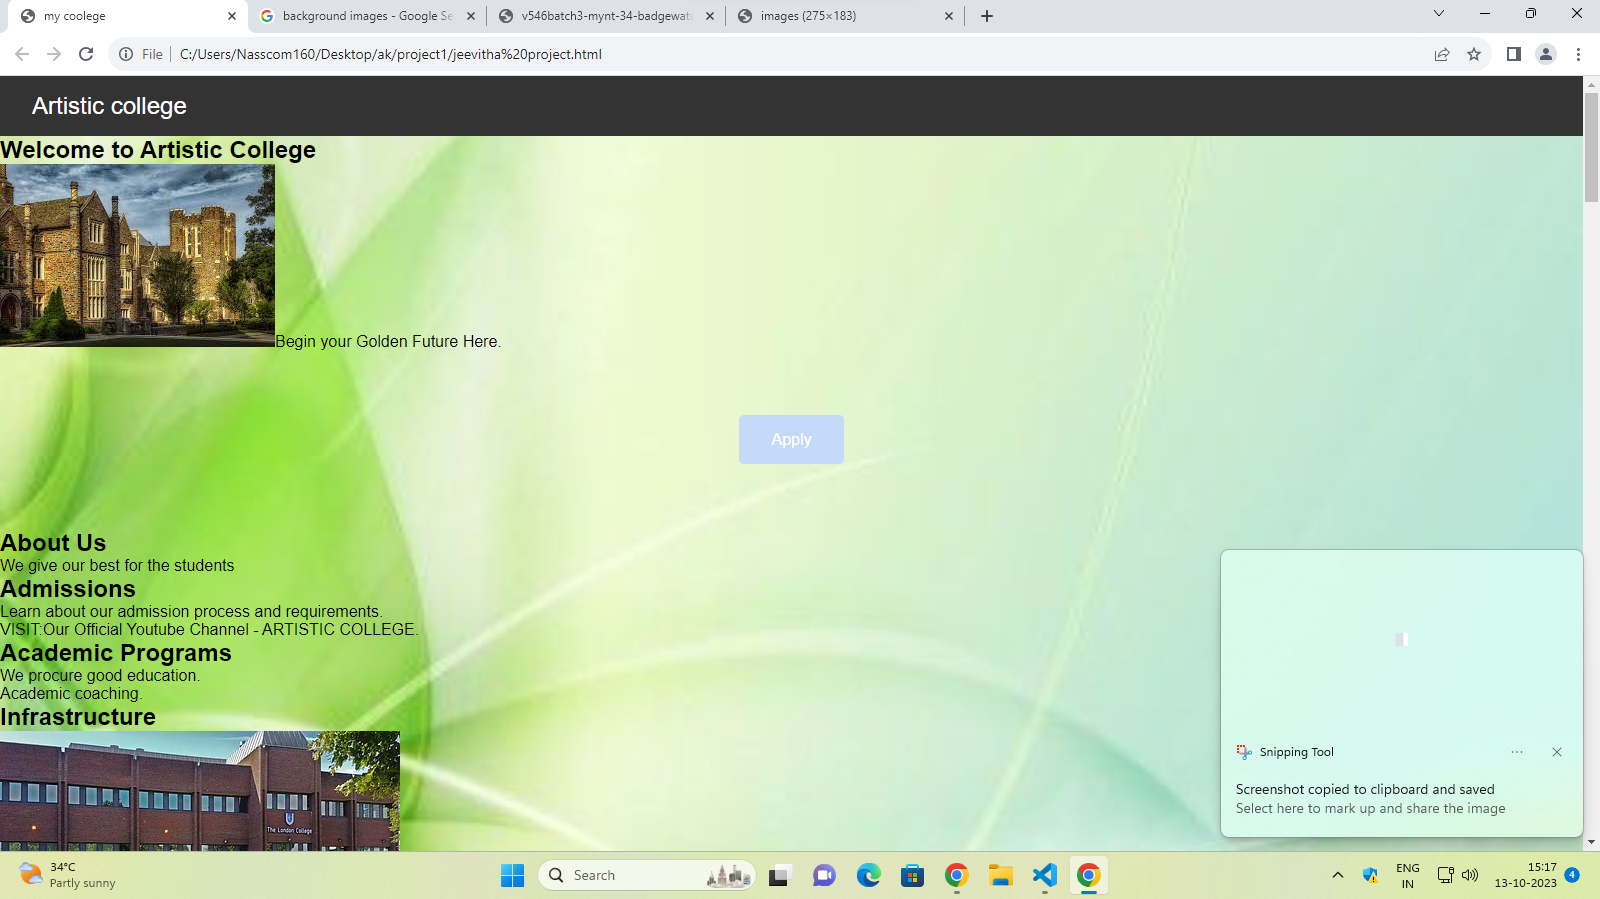 my coolege
background images - Google Se
v546batch3-mynt-34-badgewate
images (275×183)
File
C:/Users/Nasscom160/Desktop/ak/project1/jeevitha%20project.html
Artistic college
Welcome to Artistic College
Begin your Golden Future Here.
Apply
About Us
We give our best for the students
Admissions
Learn about our admission process and requirements.
VISIT:Our Official Youtube Channel - ARTISTIC COLLEGE.
Academic Programs
We procure good education.
Academic coaching.
Infrastructure
The London College
Snipping Tool
Screenshot copied to clipboard and saved
Select here to mark up and share the image
34°C
Partly sunny
Search
ENG
IN
15:17
13-10-2023
4